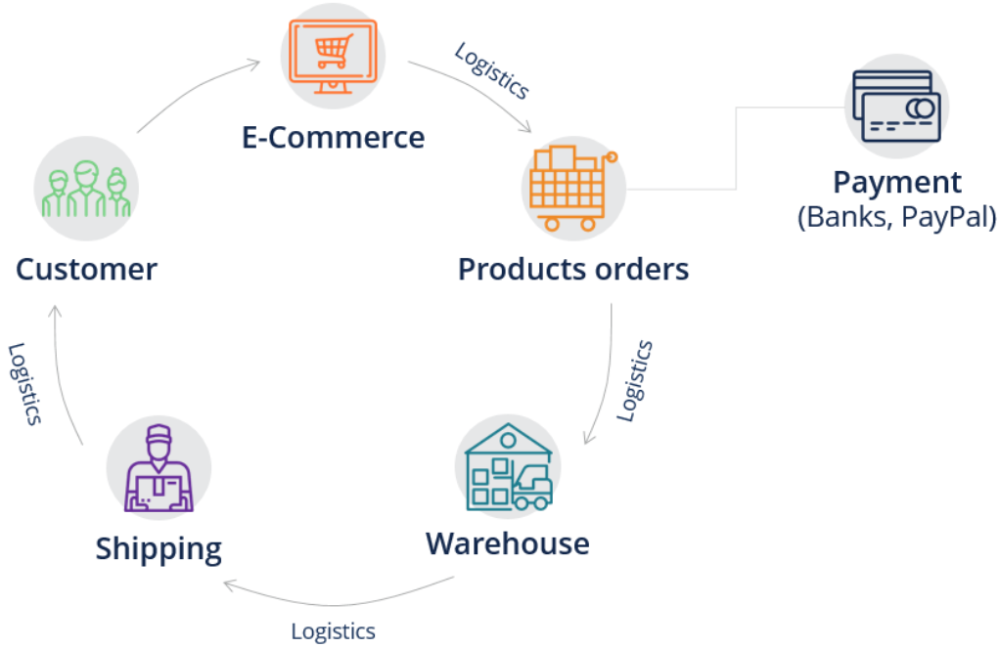 E-Commerce
Logistics
Payment
(Banks, PayPal)
Customer
Products orders
Logistics
Logistics
Shipping
Warehouse
Logistics